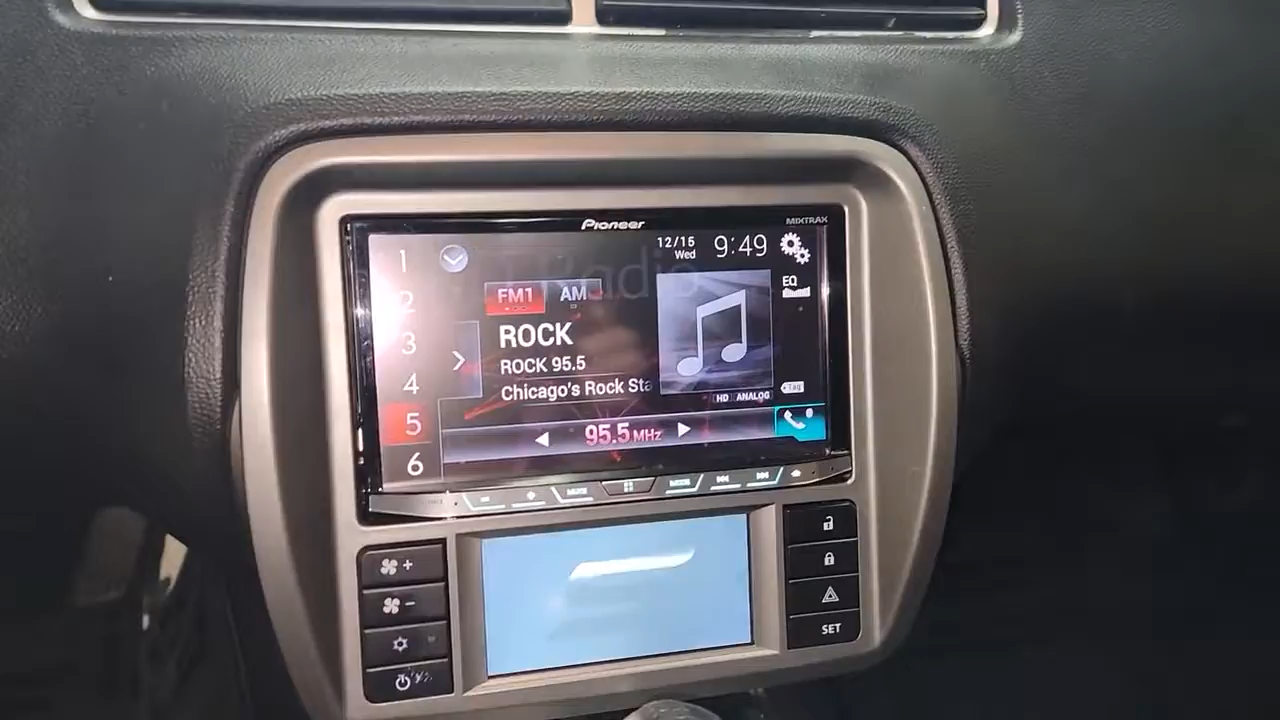 Pioneer
MIXTRAX
12/15
Wed
9:49
1
2
3
4
5
6
Radio
EQ
FM1
AM
ROCK
ROCK 95.5
Chicago's Rock Sta
HD ANALOG
Tag
95.5 MHz
MUTE
MODE
+
-
SET